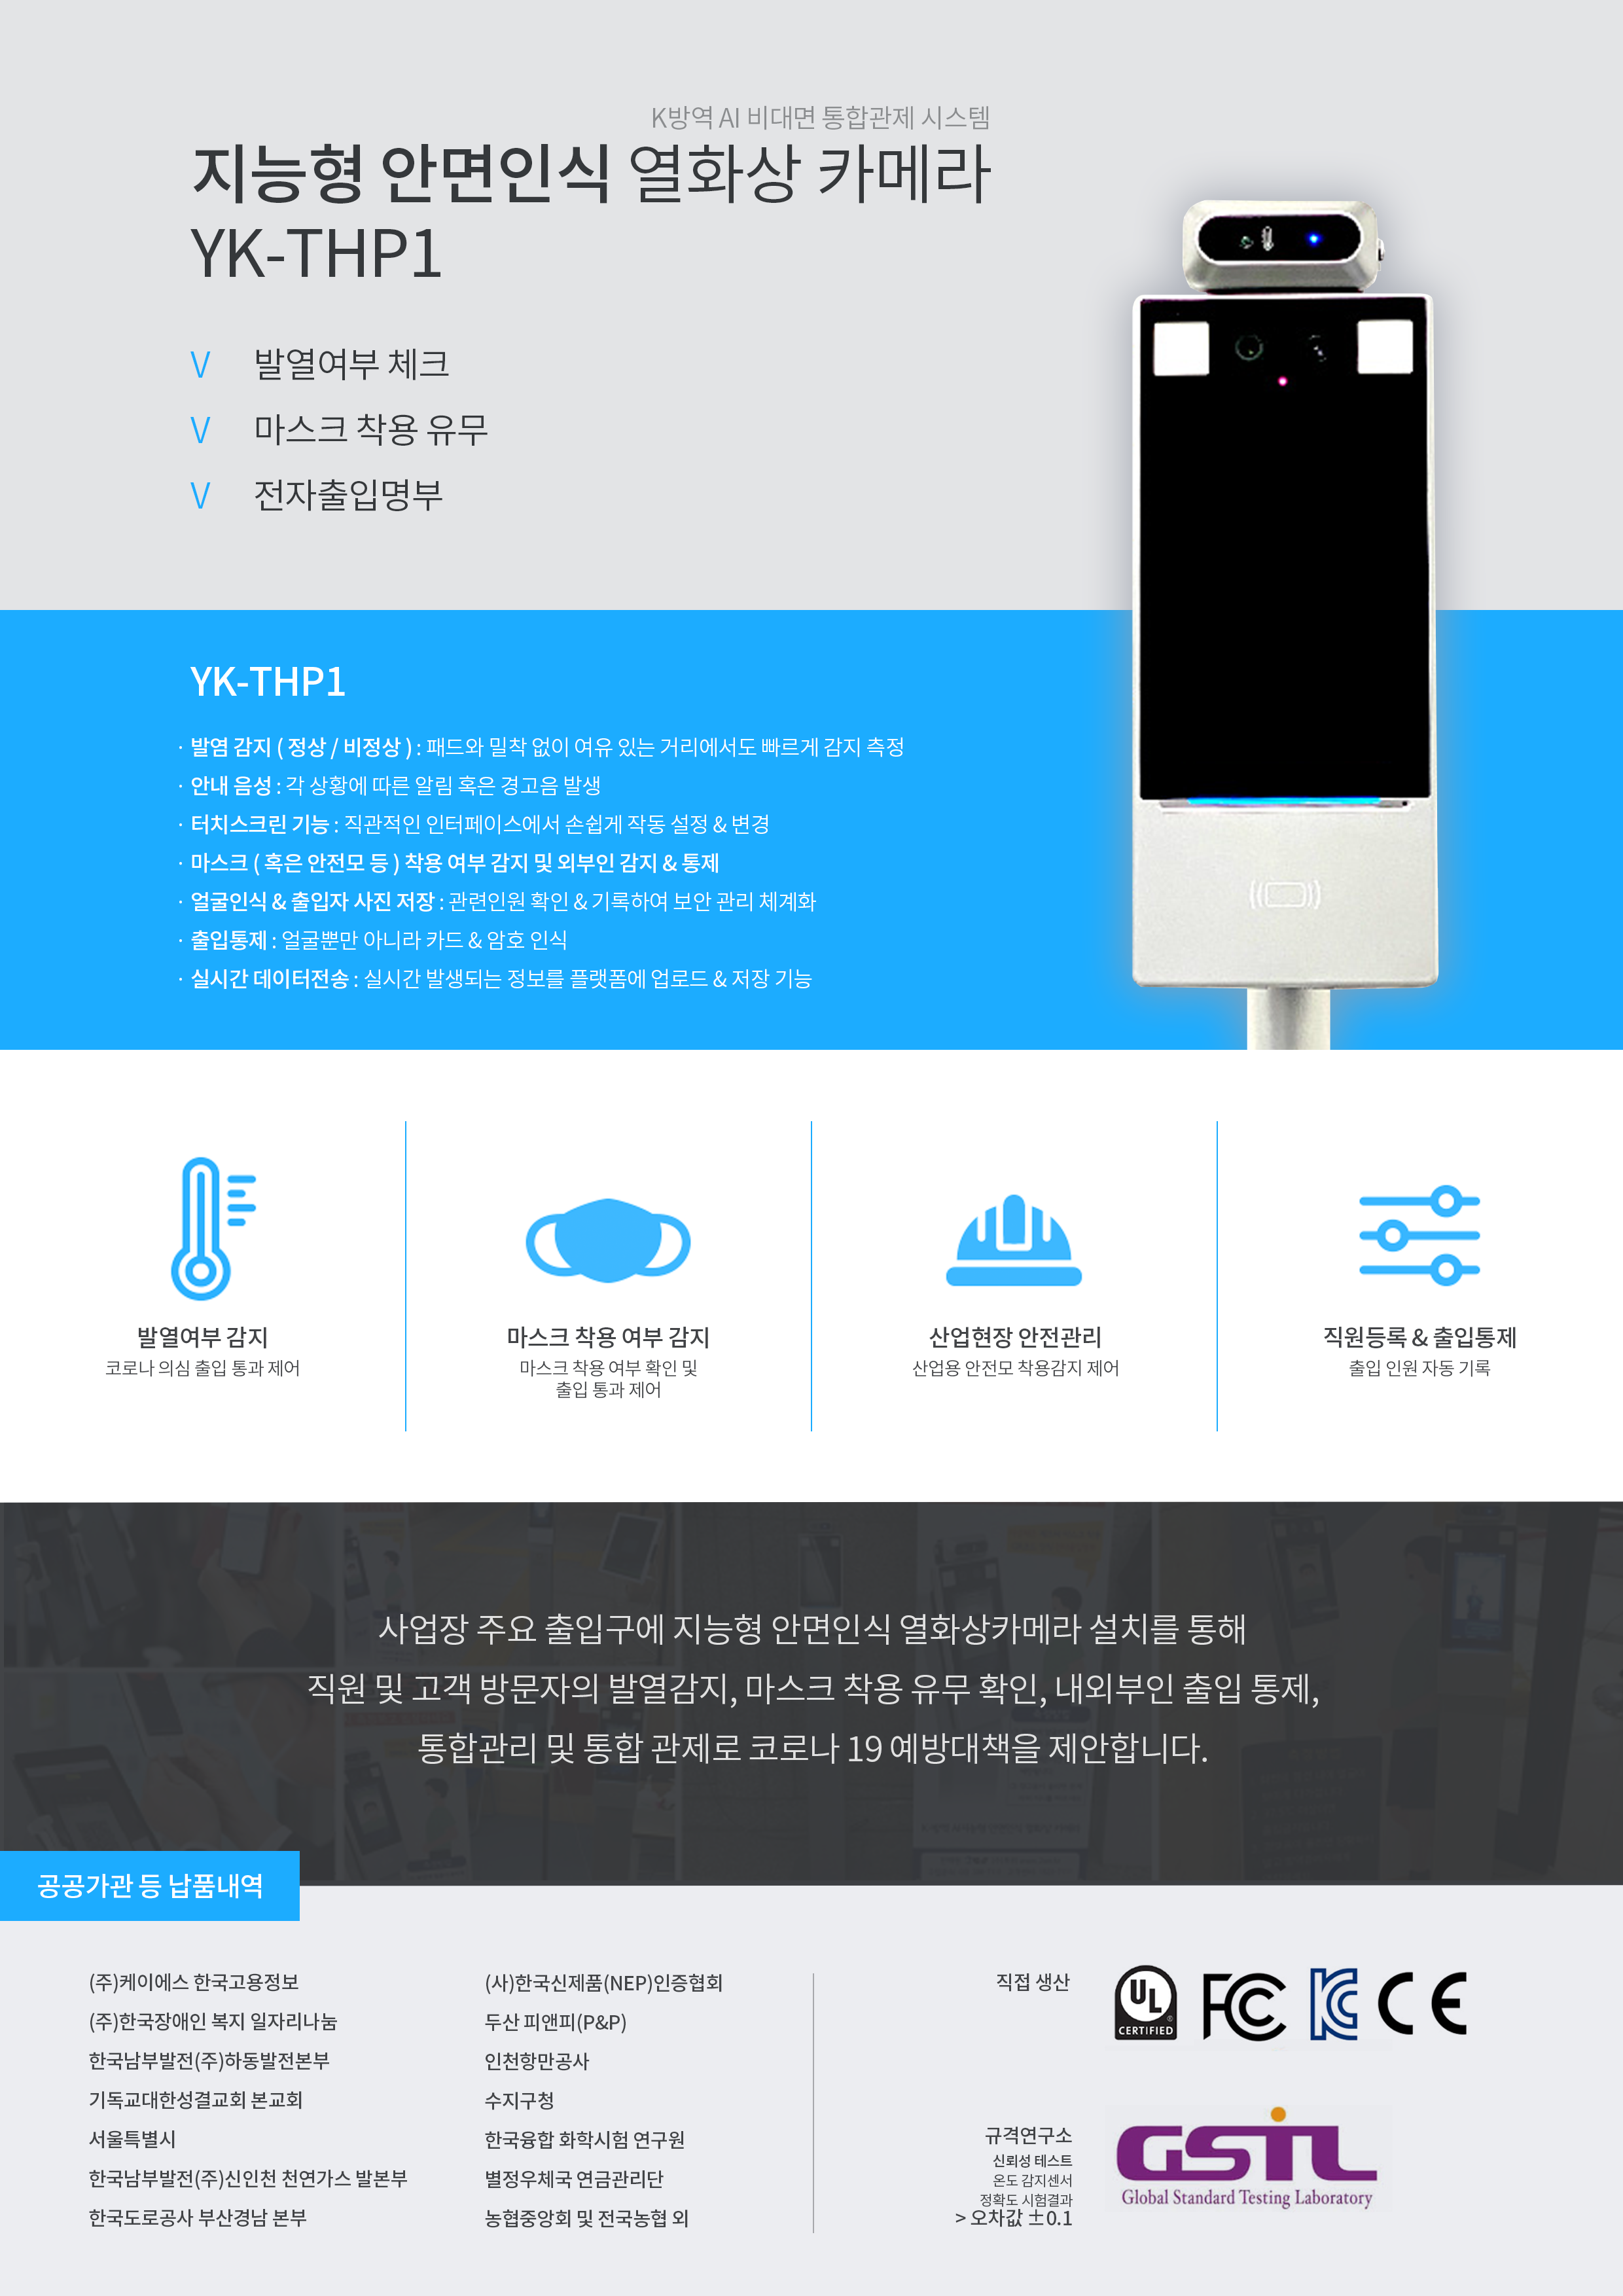 K방역 AI 비대면 통합관제 시스템
지능형 안면인식 열화상 카메라
YK-THP1
V 발열여부 체크
V 마스크 착용 유무
V 전자출입명부
YK-THP1
· 발염 감지 ( 정상 / 비정상 ) : 패드와 밀착 없이 여유 있는 거리에서도 빠르게 감지 측정
· 안내 음성 : 각 상황에 따른 알림 혹은 경고음 발생
· 터치스크린 기능 : 직관적인 인터페이스에서 손쉽게 작동 설정 & 변경
· 마스크 ( 혹은 안전모 등 ) 착용 여부 감지 및 외부인 감지 & 통제
· 얼굴인식 & 출입자 사진 저장 : 관련인원 확인 & 기록하여 보안 관리 체계화
· 출입통제 : 얼굴뿐만 아니라 카드 & 암호 인식
· 실시간 데이터전송 : 실시간 발생되는 정보를 플랫폼에 업로드 & 저장 기능
발열여부 감지
코로나 의심 출입 통과 제어
마스크 착용 여부 감지
마스크 착용 여부 확인 및
출입 통과 제어
산업현장 안전관리
산업용 안전모 착용감지 제어
직원등록 & 출입통제
출입 인원 자동 기록
사업장 주요 출입구에 지능형 안면인식 열화상카메라 설치를 통해
직원 및 고객 방문자의 발열감지, 마스크 착용 유무 확인, 내외부인 출입 통제,
통합관리 및 통합 관제로 코로나 19 예방대책을 제안합니다.
공공가관 등 납품내역
(주)케이에스 한국고용정보
(주)한국장애인 복지 일자리나눔
한국남부발전(주)하동발전본부
기독교대한성결교회 본교회
서울특별시
한국남부발전(주)신인천 천연가스 발본부
한국도로공사 부산경남 본부
(사)한국신제품(NEP)인증협회
두산 피앤피(P&P)
인천항만공사
수지구청
한국융합 화학시험 연구원
별정우체국 연금관리단
농협중앙회 및 전국농협 외
직접 생산
UL
CERTIFIED
®
FC
KC
CE
규격연구소
신뢰성 테스트
온도 감지센서
정확도 시험결과
> 오차값 ±0.1
GSTL
Global Standard Testing Laboratory